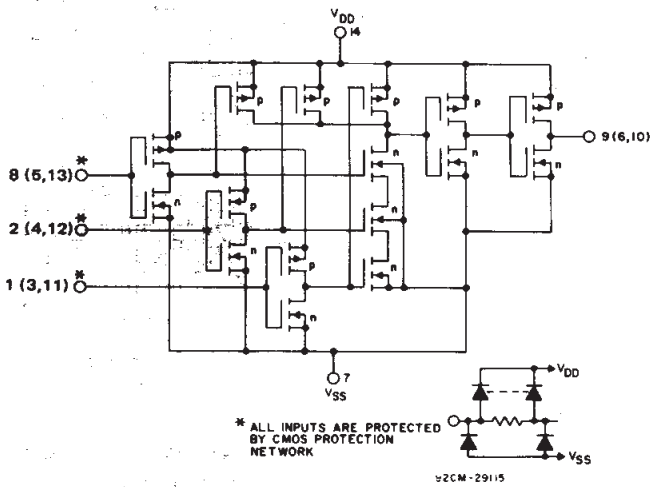 VDD
14
p
p
p
p
p
p
n
n
9 (6,10)
8 (5,13)
*
n
p
n
2 (4,12)
*
n
p
n
1 (3,11)
*
n
7
VSS
* ALL INPUTS ARE PROTECTED
BY CMOS PROTECTION
NETWORK
VDD
VSS
92CM-29115